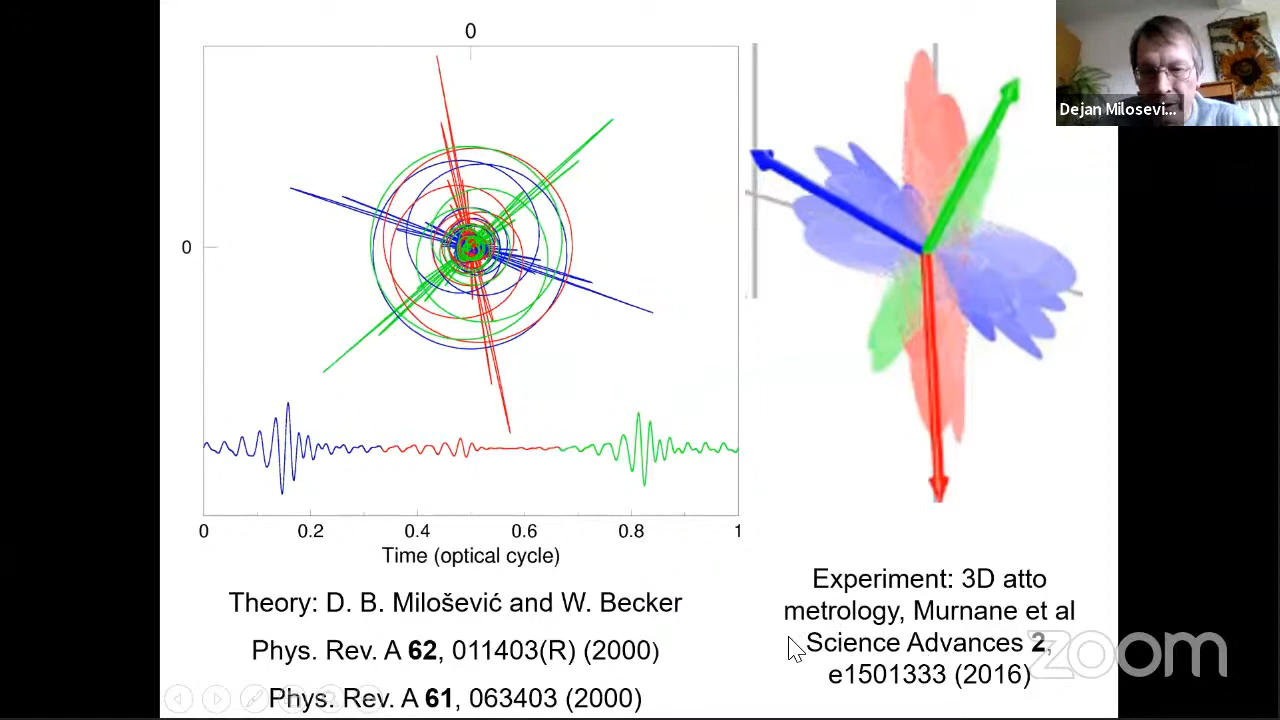 0
Dejan Milosevi...
0
0
0.2
0.4
0.6
0.8
1
Time (optical cycle)
Theory: D. B. Milošević and W. Becker
Phys. Rev. A 62, 011403(R) (2000)
Phys. Rev. A 61, 063403 (2000)
Experiment: 3D atto
metrology, Murnane et al
Science Advances 2,
e1501333 (2016)
zoom